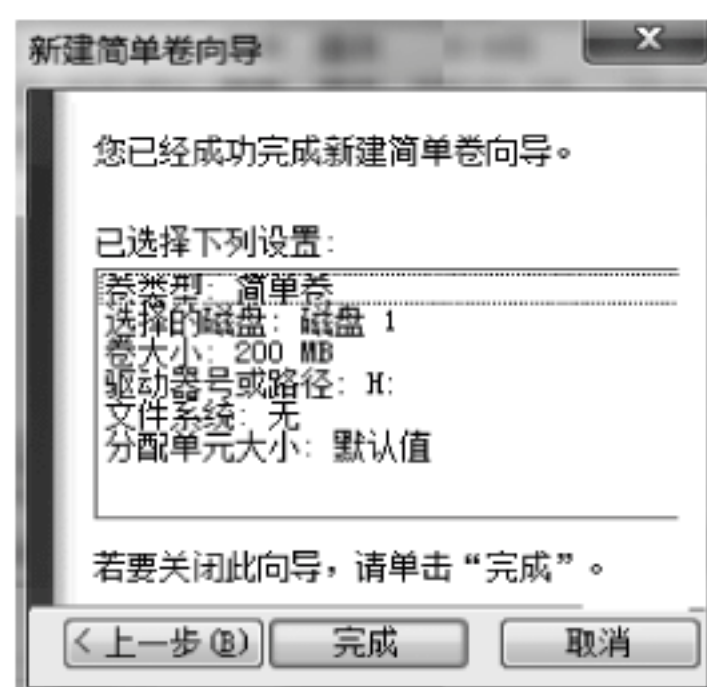 新建简单卷向导
您已经成功完成新建简单卷向导。
已选择下列设置:
卷类型: 简单卷
选择的磁盘: 磁盘 1
卷大小: 200 MB
驱动器号或路径: H:
文件系统: 无
分配单元大小: 默认值
若要关闭此向导，请单击“完成”。
<上一步(B) 完成 取消